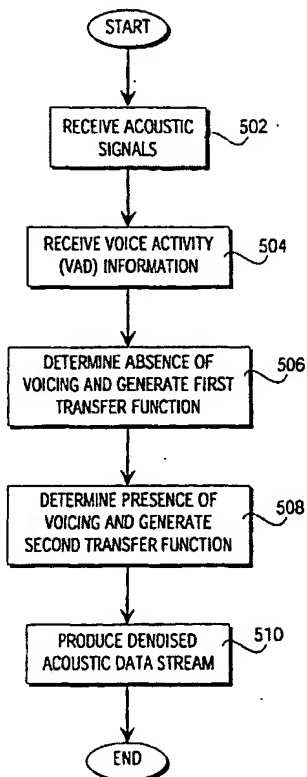 START
RECEIVE ACOUSTIC
SIGNALS
502
RECEIVE VOICE ACTIVITY
(VAD) INFORMATION
504
DETERMINE ABSENCE OF
VOICING AND GENERATE FIRST
TRANSFER FUNCTION
506
DETERMINE PRESENCE OF
VOICING AND GENERATE
SECOND TRANSFER FUNCTION
508
PRODUCE DENOISED
ACOUSTIC DATA STREAM
510
END